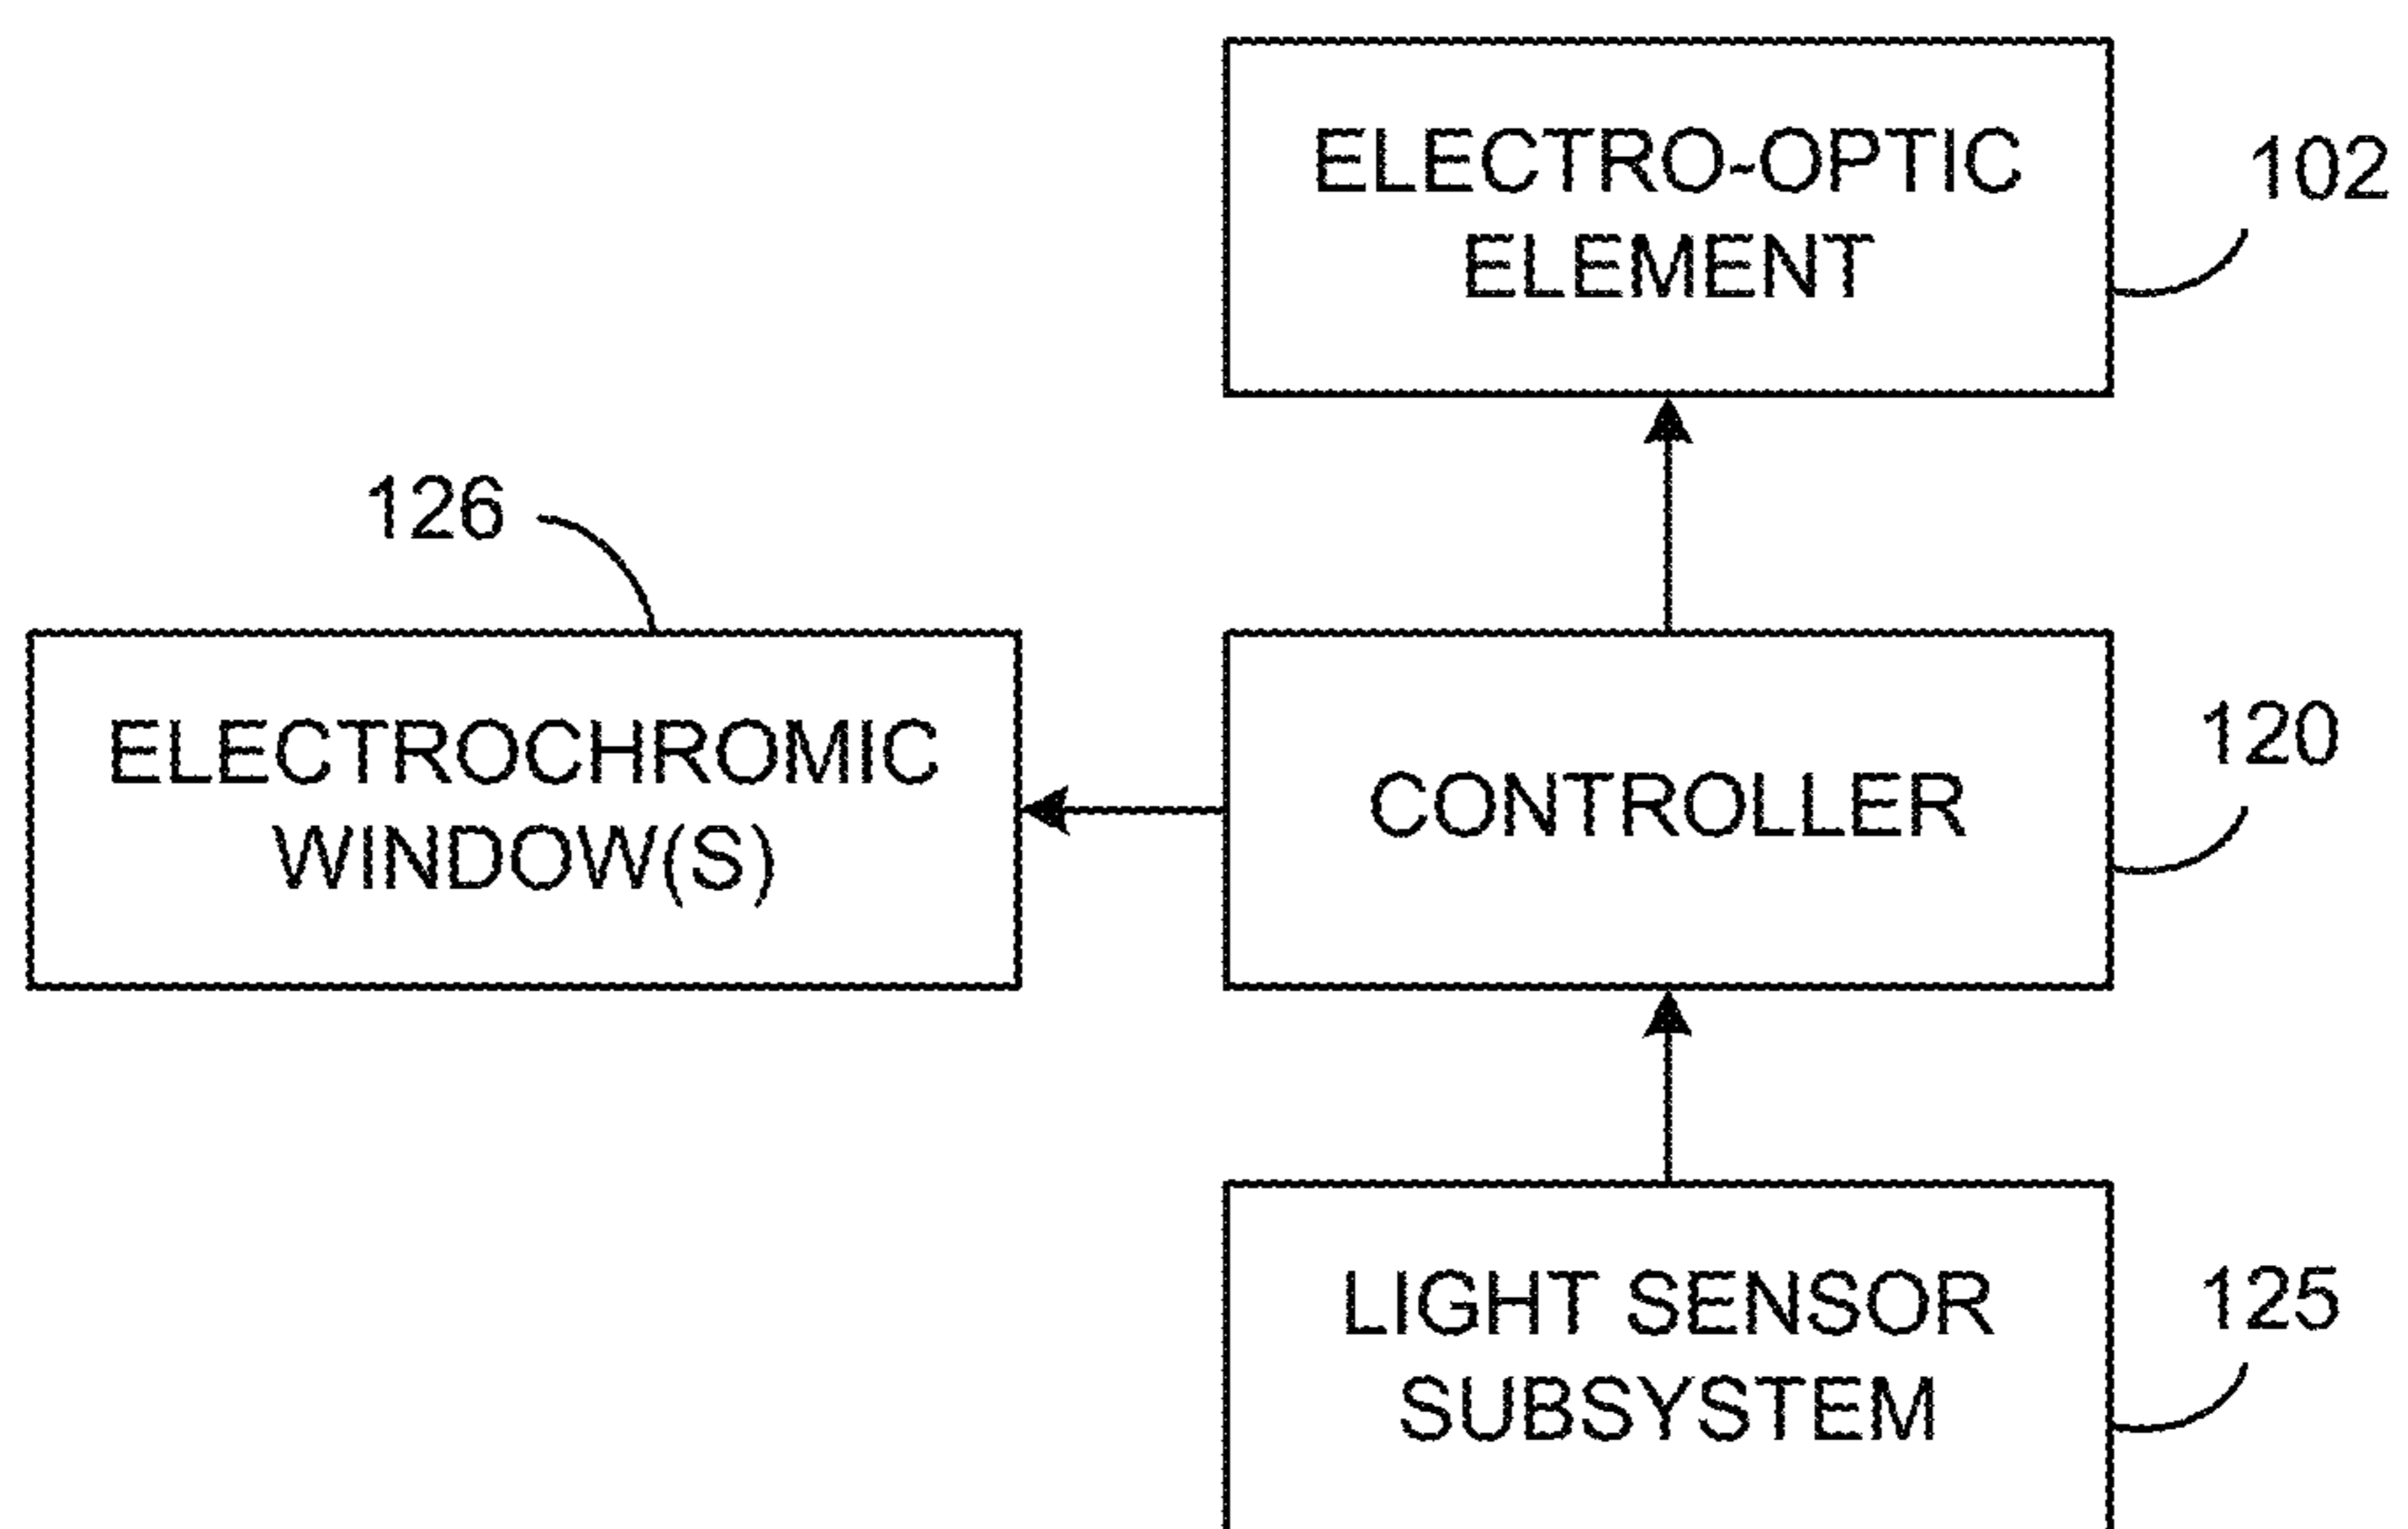 ELECTRO-OPTIC
ELEMENT
102
126
ELECTROCHROMIC
WINDOW(S)
CONTROLLER
120
LIGHT SENSOR
SUBSYSTEM
125